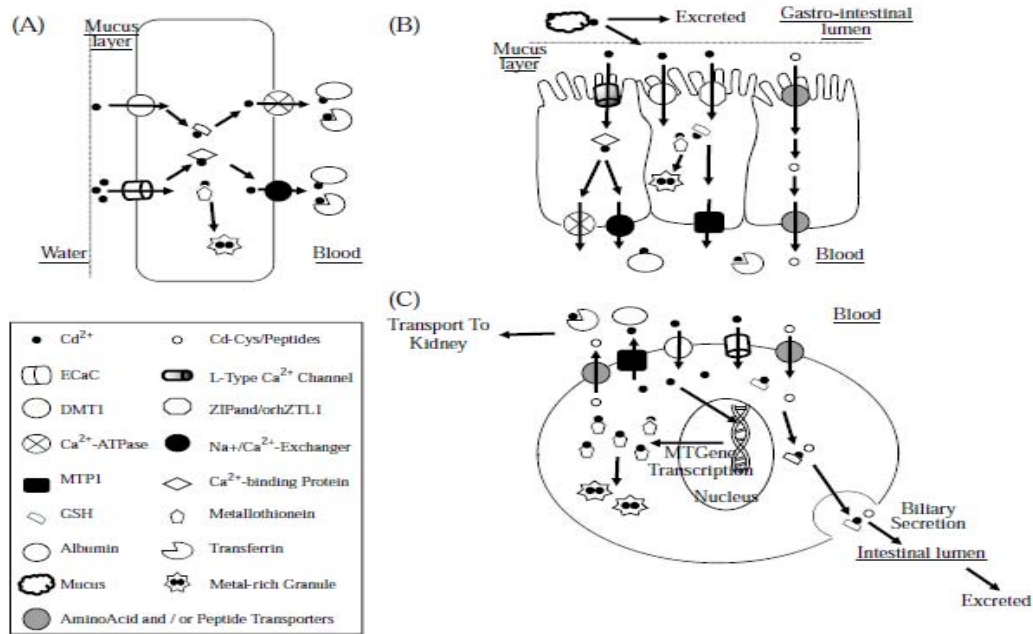 (A)
Mucus
layer
Water
Blood
(B)
Excreted
Gastro-intestinal
lumen
Mucus
layer
Blood
(C)
Blood
Transport To
Kidney
MTGene
Transcription
Nucleus
Biliary
Secretion
Intestinal lumen
Excreted
Cd2+
Cd-Cys/Peptides
ECaC
L-Type Ca2+ Channel
DMT1
ZIPand/orhZTL1
Ca2+-ATPase
Na+/Ca2+-Exchanger
MTP1
Ca2+-binding Protein
GSH
Metallothionein
Albumin
Transferrin
Mucus
Metal-rich Granule
AminoAcid and / or Peptide Transporters